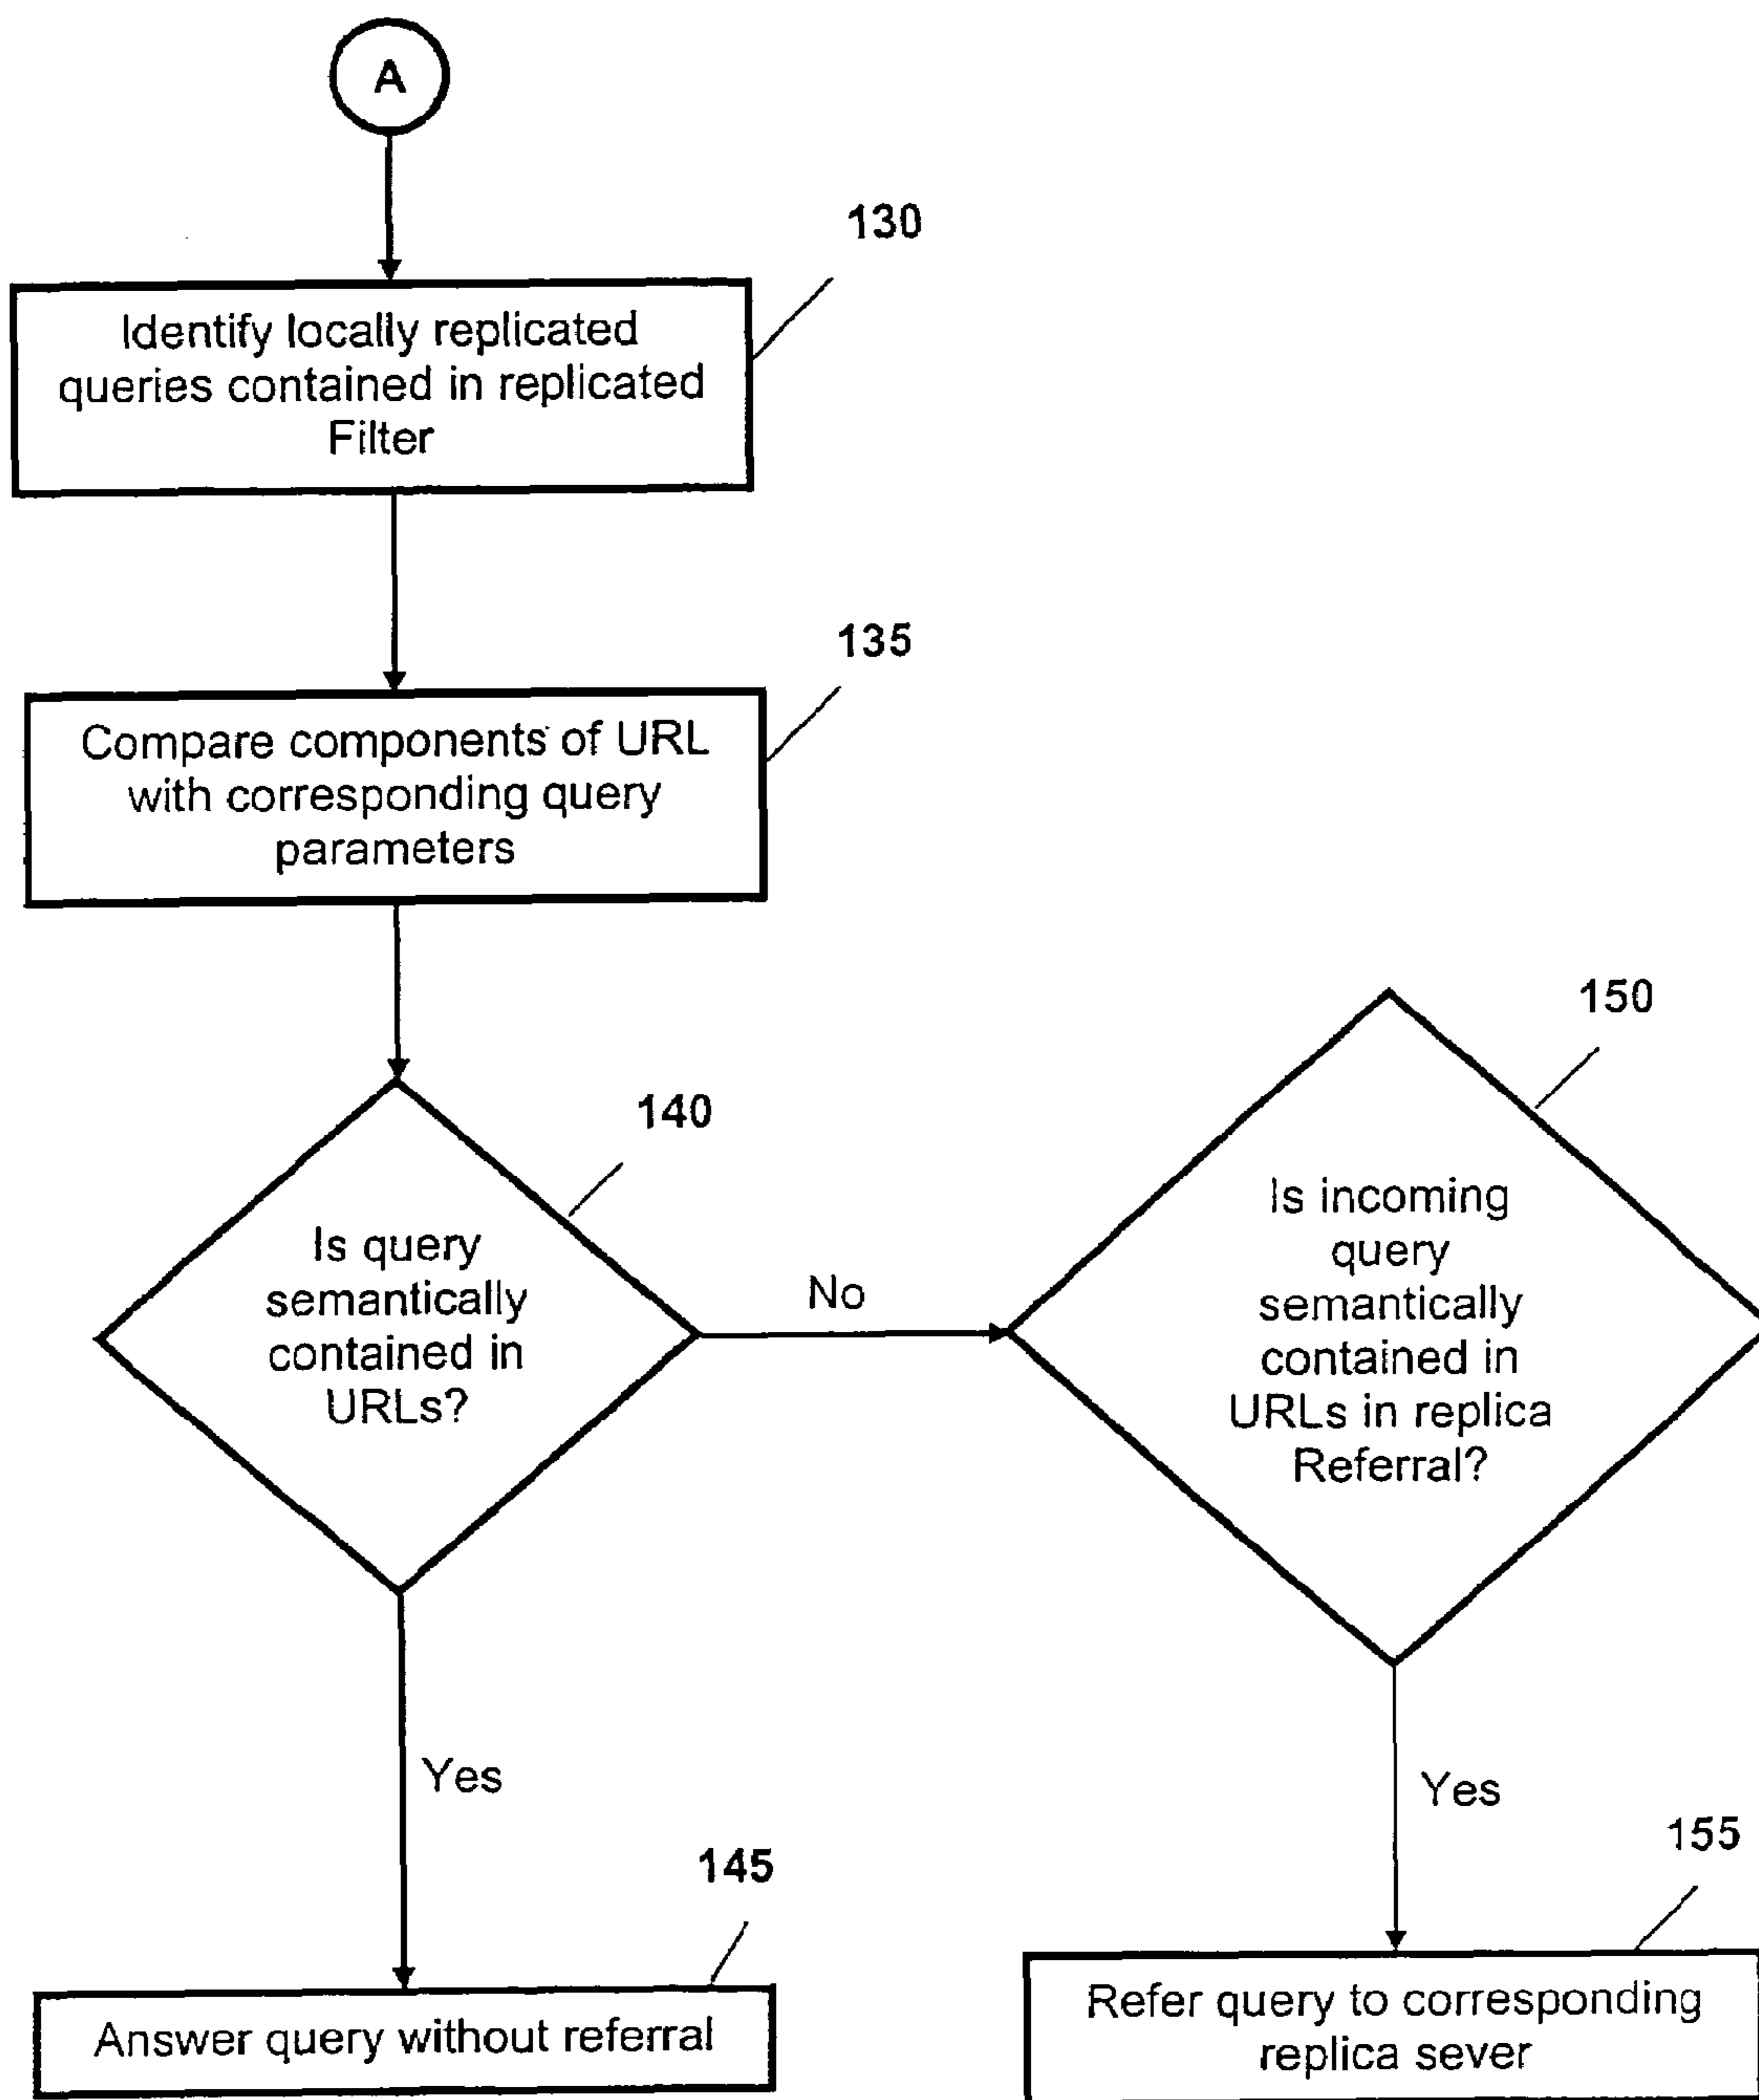 A
130
Identify locally replicated
queries contained in replicated
Filter
135
Compare components of URL
with corresponding query
parameters
140
Is query
semantically
contained in
URLs?
No
150
Is incoming
query
semantically
contained in
URLs in replica
Referral?
Yes
145
Answer query without referral
Yes
155
Refer query to corresponding
replica sever